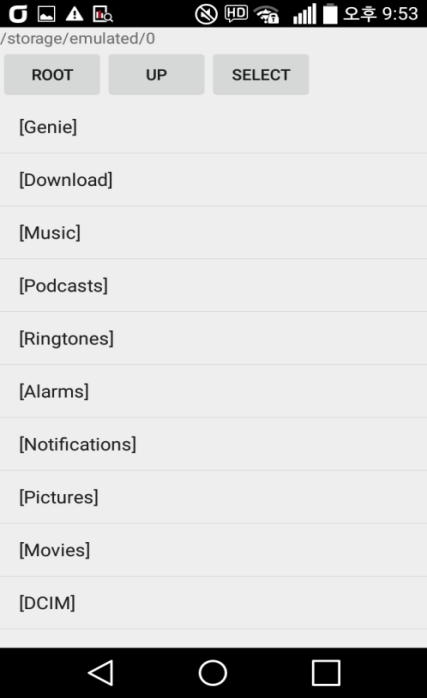 HD 오후 9:53
/storage/emulated/0
ROOT UP SELECT
[Genie]
[Download]
[Music]
[Podcasts]
[Ringtones]
[Alarms]
[Notifications]
[Pictures]
[Movies]
[DCIM]